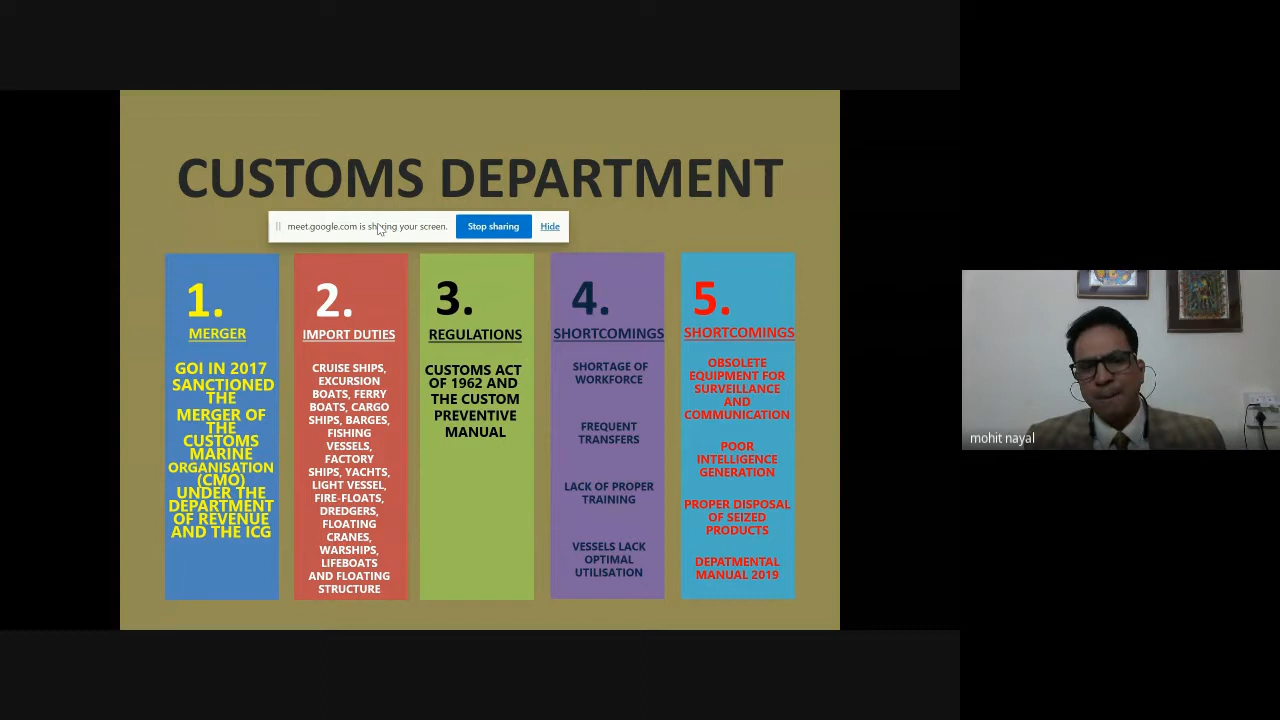 CUSTOMS DEPARTMENT
meet.google.com is sharing your screen.
Stop sharing
Hide
1.
MERGER
GOI IN 2017
SANCTIONED
THE
MERGER OF
THE
CUSTOMS
MARINE
ORGANISATION
(CMO)
UNDER THE
DEPARTMENT
OF REVENUE
AND THE ICG
2.
IMPORT DUTIES
CRUISE SHIPS,
EXCURSION
BOATS, FERRY
BOATS, CARGO
SHIPS, BARGES,
FISHING
VESSELS,
FACTORY
SHIPS, YACHTS,
LIGHT VESSEL,
FIRE-FLOATS,
DREDGERS,
FLOATING
CRANES,
WARSHIPS,
LIFEBOATS
AND FLOATING
STRUCTURE
3.
REGULATIONS
CUSTOMS ACT
OF 1962 AND
THE CUSTOM
PREVENTIVE
MANUAL
4.
SHORTCOMINGS
SHORTAGE OF
WORKFORCE
FREQUENT
TRANSFERS
LACK OF PROPER
TRAINING
VESSELS LACK
OPTIMAL
UTILISATION
5.
SHORTCOMINGS
OBSOLETE
EQUIPMENT FOR
SURVEILLANCE
AND
COMMUNICATION
POOR
INTELLIGENCE
GENERATION
PROPER DISPOSAL
OF SEIZED
PRODUCTS
DEPATMENTAL
MANUAL 2019
mohit nayal